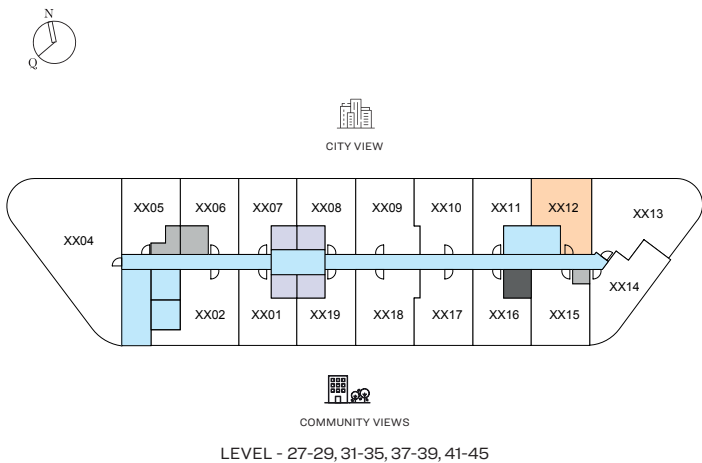 N
Q
CITY VIEW
XX05 XX06 XX07 XX08 XX09 XX10 XX11 XX12 XX13
XX04
XX14
XX02 XX01 XX19 XX18 XX17 XX16 XX15
COMMUNITY VIEWS
LEVEL - 27-29, 31-35, 37-39, 41-45